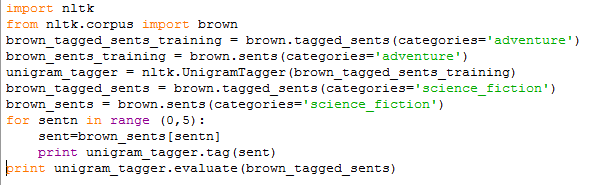 import nltk
from nltk.corpus import brown
brown_tagged_sents_training = brown.tagged_sents(categories='adventure')
brown_sents_training = brown.sents(categories='adventure')
unigram_tagger = nltk.UnigramTagger(brown_tagged_sents_training)
brown_tagged_sents = brown.tagged_sents(categories='science_fiction')
brown_sents = brown.sents(categories='science_fiction')
for sentn in range (0,5):
    sent=brown_sents[sentn]
    print unigram_tagger.tag(sent)
print unigram_tagger.evaluate(brown_tagged_sents)